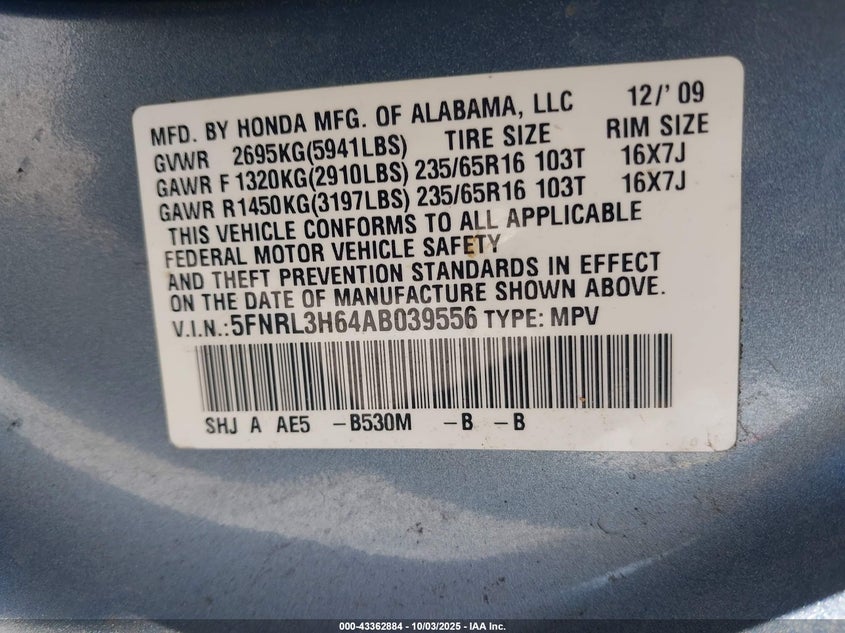 MFD. BY HONDA MFG. OF ALABAMA, LLC 12/' 09
GVWR 2695KG(5941LBS) TIRE SIZE RIM SIZE
GAWR F 1320KG(2910LBS) 235/65R16 103T 16X7J
GAWR R1450KG(3197LBS) 235/65R16 103T 16X7J
THIS VEHICLE CONFORMS TO ALL APPLICABLE
FEDERAL MOTOR VEHICLE SAFETY
AND THEFT PREVENTION STANDARDS IN EFFECT
ON THE DATE OF MANUFACTURE SHOWN ABOVE.
V.I.N.:5FNRL3H64AB039556 TYPE: MPV
SHJ A AE5 –B530M –B –B
000-43362884 - 10/03/2025 - IAA Inc.